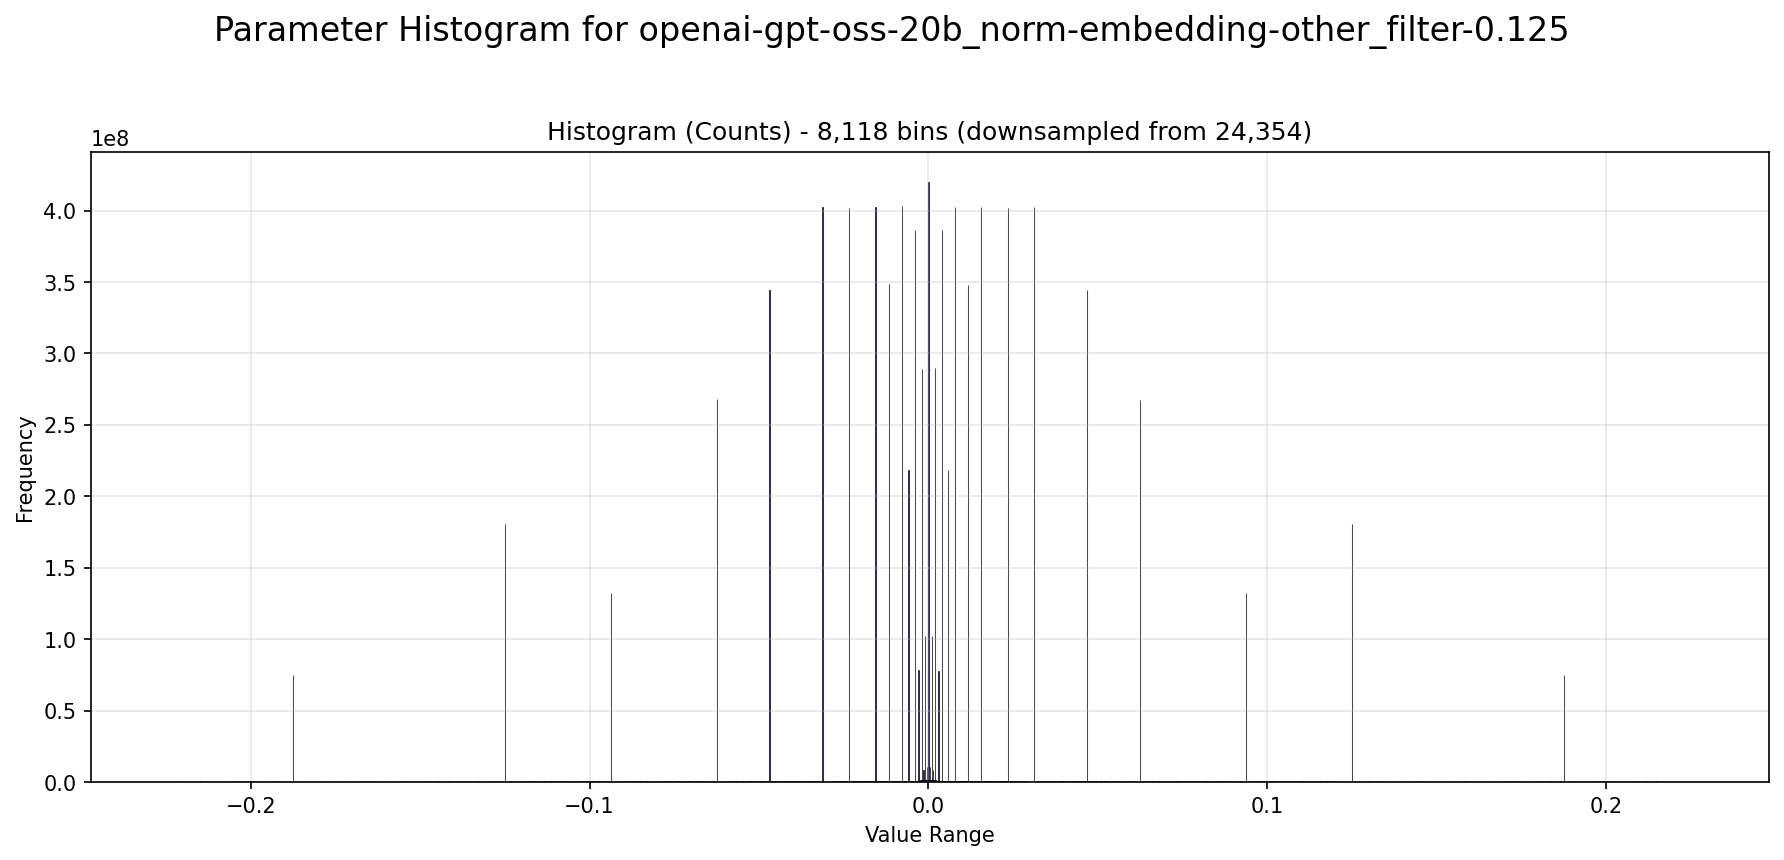 Parameter Histogram for openai-gpt-oss-20b_norm-embedding-other_filter-0.125
Histogram (Counts) - 8,118 bins (downsampled from 24,354)
1e8
4.0
3.5
3.0
2.5
2.0
1.5
1.0
0.5
0.0
Frequency
−0.2 −0.1 0.0 0.1 0.2
Value Range